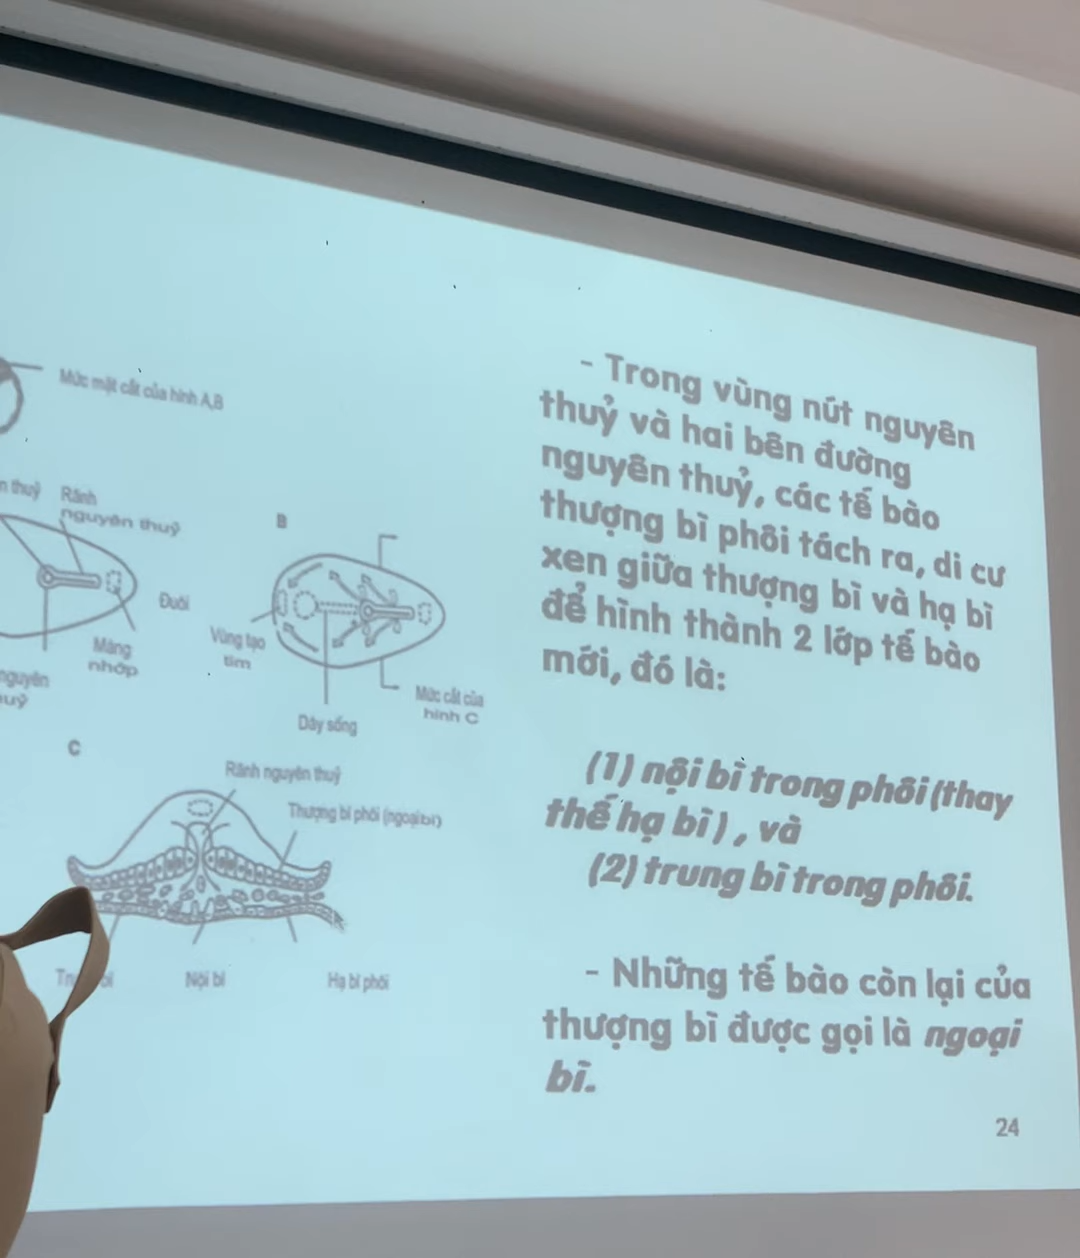 Mức mặt cắt của hình A,B
thuỷ Rãnh
nguyên thuỷ
Đuôi
Màng
nhớp
nguyên
B
Vùng tạo
tim
Dây sống
Mức cắt của
hình C
C
Rãnh nguyên thuỷ
Thượng bì phôi (ngoại bì)
Nội bì
Hạ bì phôi
- Trong vùng nút nguyên
thuỷ và hai bên đường
nguyên thuỷ, các tế bào
thượng bì phôi tách ra, di cư
xen giữa thượng bì và hạ bì
để hình thành 2 lớp tế bào
mới, đó là:
(1) nội bì trong phôi (thay
thế hạ bì) , và
(2) trung bì trong phôi.
- Những tế bào còn lại của
thượng bì được gọi là ngoại
bì.
24